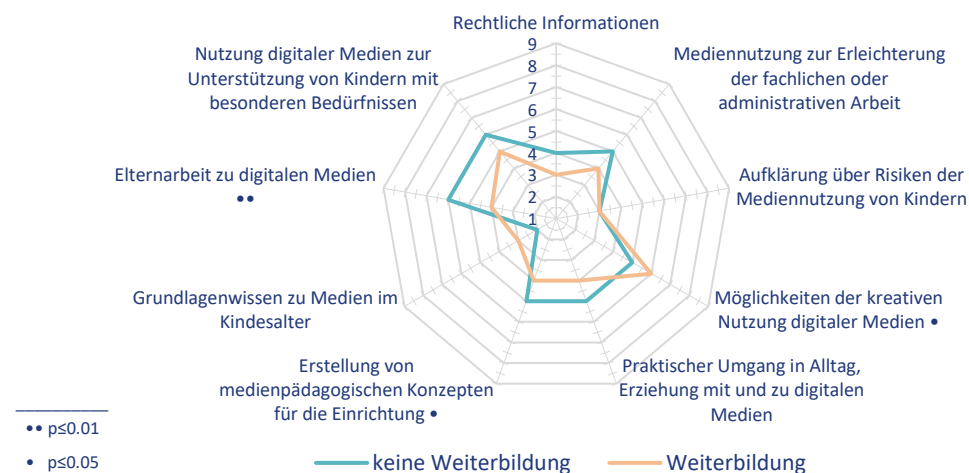 Rechtliche Informationen
Nutzung digitaler Medien zur
Unterstützung von Kindern mit
besonderen Bedürfnissen
Mediennutzung zur Erleichterung
der fachlichen oder
administrativen Arbeit
9
8
7
6
5
4
3
2
1
Elternarbeit zu digitalen Medien
••
Aufklärung über Risiken der
Mediennutzung von Kindern
Grundlagenwissen zu Medien im
Kindesalter
Möglichkeiten der kreativen
Nutzung digitaler Medien •
Erstellung von
medienpädagogischen Konzepten
für die Einrichtung •
Praktischer Umgang in Alltag,
Erziehung mit und zu digitalen
Medien
•• p≤0.01
• p≤0.05
keine Weiterbildung
Weiterbildung